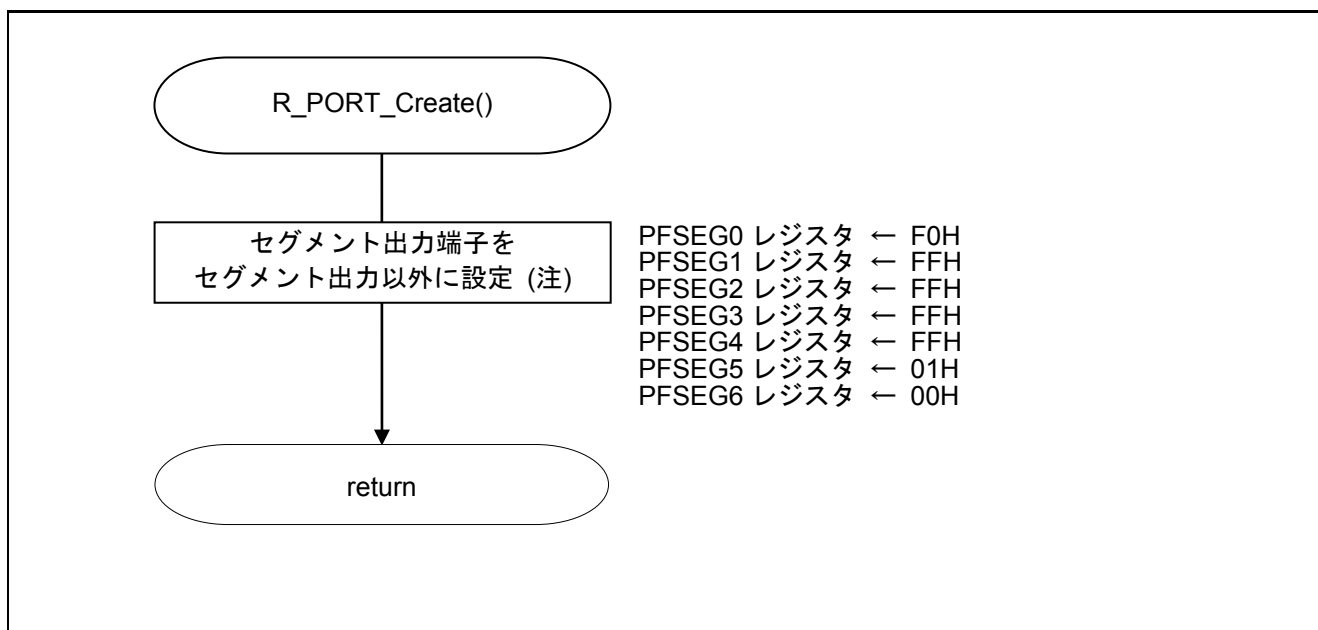 R_PORT_Create()
セグメント出力端子を
セグメント出力以外に設定 (注)
PFSEG0 レジスタ ← F0H
PFSEG1 レジスタ ← FFH
PFSEG2 レジスタ ← FFH
PFSEG3 レジスタ ← FFH
PFSEG4 レジスタ ← FFH
PFSEG5 レジスタ ← 01H
PFSEG6 レジスタ ← 00H
return